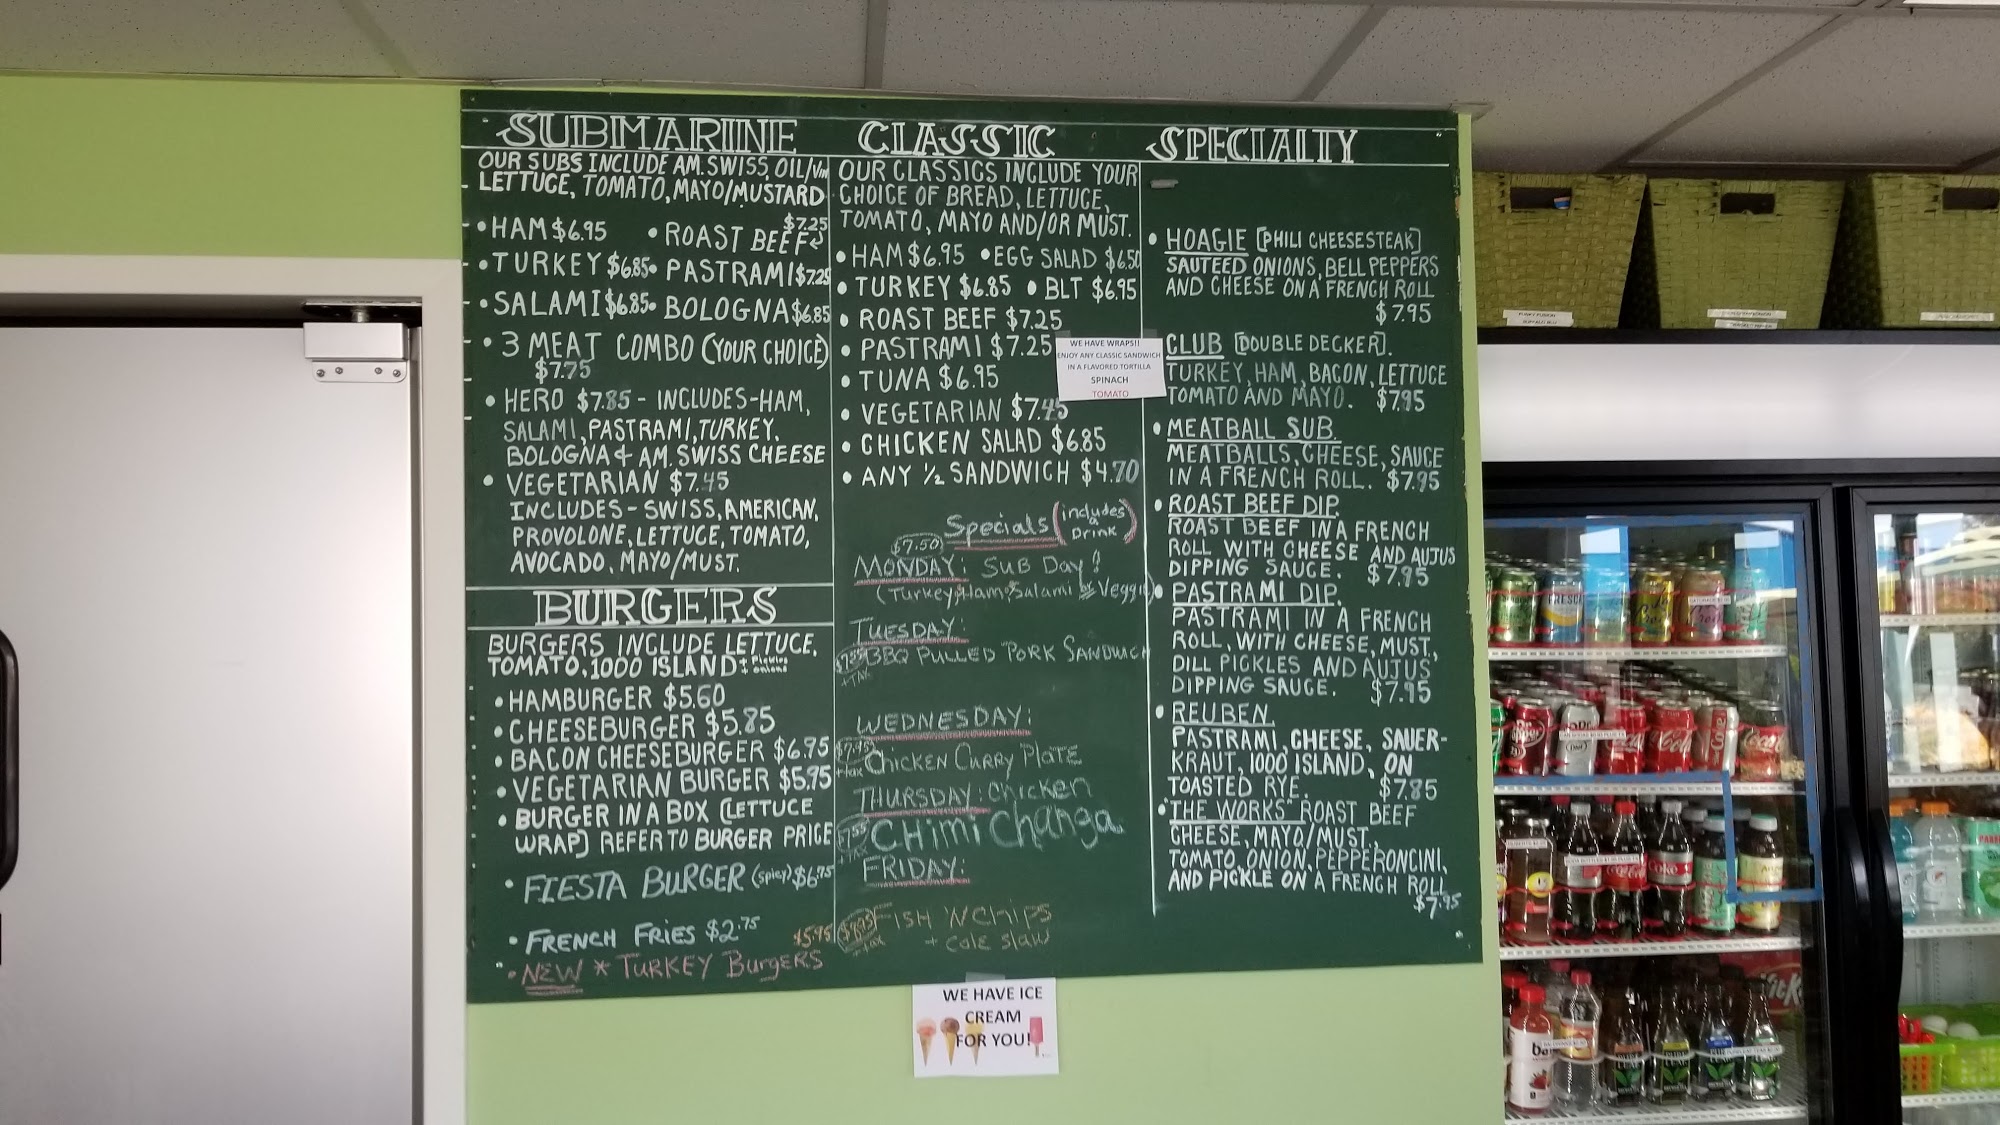 SUBMARINE
OUR SUBS INCLUDE AM. SWISS, OIL/Vin
LETTUCE, TOMATO, MAYO/MUSTARD
• HAM $6.95 • ROAST BEEF $7.25
• TURKEY $6.85 • PASTRAMI $7.25
• SALAMI $6.85 • BOLOGNA $6.85
• 3 MEAT COMBO (YOUR CHOICE)
$7.75
• HERO $7.85 - INCLUDES-HAM,
SALAMI, PASTRAMI, TURKEY.
BOLOGNA & AM. SWISS CHEESE
• VEGETARIAN $7.45
INCLUDES - SWISS, AMERICAN,
PROVOLONE, LETTUCE, TOMATO,
AVOCADO, MAYO/MUST.
BURGERS
BURGERS INCLUDE LETTUCE,
TOMATO, 1000 ISLAND + Pickles + onions
• HAMBURGER $5.60
• CHEESEBURGER $5.85
• BACON CHEESEBURGER $6.75
• VEGETARIAN BURGER $5.95
• BURGER IN A BOX [LETTUCE
WRAP] REFER TO BURGER PRICE
• FIESTA BURGER (spicy) $6.75
• FRENCH FRIES $2.75
$5.95
• NEW * TURKEY BURGERS
CLASSIC
OUR CLASSICS INCLUDE YOUR
CHOICE OF BREAD, LETTUCE,
TOMATO, MAYO AND/OR MUST.
• HAM $6.95 • EGG SALAD $6.50
• TURKEY $6.85 • BLT $6.95
• ROAST BEEF $7.25
• PASTRAMI $7.25
• TUNA $6.95
• VEGETARIAN $7.45
• CHICKEN SALAD $6.85
• ANY ½ SANDWICH $4.70
Specials (includes a Drink)
$7.50
MONDAY: SUB DAY!
(Turkey, Ham, Salami or Veggie)
TUESDAY:
+ TAX BBQ PULLED PORK SANDWICH
WEDNESDAY:
$7.95 + tax CHICKEN CURRY PLATE
THURSDAY: CHICKEN
CHimi CHanga
FRIDAY:
$7.95 + tax FISH 'N CHIPS
+ Cole Slaw
WE HAVE WRAPS!!
ENJOY ANY CLASSIC SANDWICH
IN A FLAVORED TORTILLA
SPINACH
TOMATO
SPECIALTY
• HOAGIE [PHILI CHEESESTEAK]
SAUTEED ONIONS, BELL PEPPERS
AND CHEESE ON A FRENCH ROLL
$7.95
CLUB [DOUBLE DECKER].
TURKEY, HAM, BACON, LETTUCE
TOMATO AND MAYO. $7.95
• MEATBALL SUB.
MEATBALLS, CHEESE, SAUCE
IN A FRENCH ROLL. $7.95
• ROAST BEEF DIP.
ROAST BEEF IN A FRENCH
ROLL WITH CHEESE AND AUJUS
DIPPING SAUCE. $7.95
• PASTRAMI DIP.
PASTRAMI IN A FRENCH
ROLL, WITH CHEESE, MUST.,
DILL PICKLES AND AUJUS
DIPPING SAUCE. $7.95
• REUBEN.
PASTRAMI, CHEESE, SAUER-
KRAUT, 1000 ISLAND, ON
TOASTED RYE. $7.85
• "THE WORKS" ROAST BEEF
CHEESE, MAYO/MUST.,
TOMATO, ONION, PEPPERONCINI,
AND PICKLE ON A FRENCH ROLL
$7.95
WE HAVE ICE
CREAM
FOR YOU!